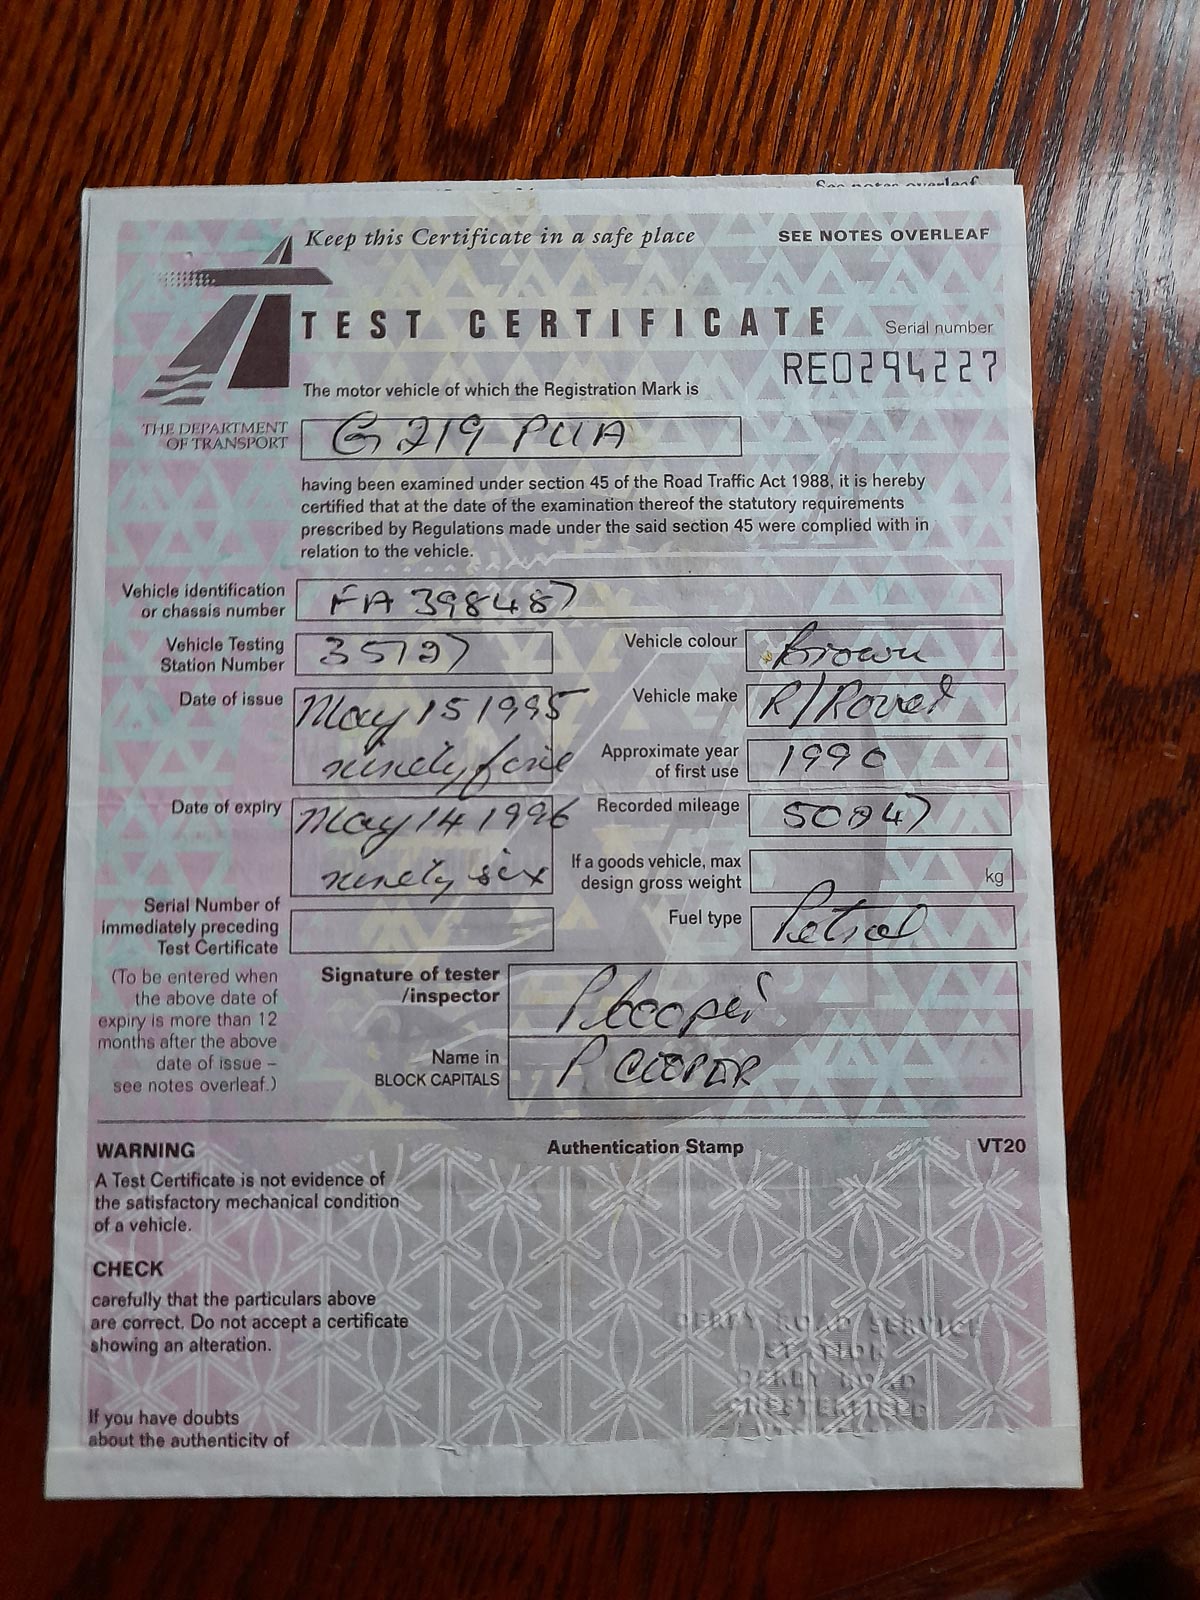 See notes overleaf
Keep this Certificate in a safe place
SEE NOTES OVERLEAF
TEST CERTIFICATE
Serial number
RE0294227
The motor vehicle of which the Registration Mark is
THE DEPARTMENT
OF TRANSPORT
G219 PUA
having been examined under section 45 of the Road Traffic Act 1988, it is hereby
certified that at the date of the examination thereof the statutory requirements
prescribed by Regulations made under the said section 45 were complied with in
relation to the vehicle.
Vehicle identification
or chassis number
FA 398487
Vehicle Testing
Station Number
Vehicle colour
Brown
Date of issue
May 15 1995
ninety five
Vehicle make
R/Rover
Approximate year
of first use
1990
Date of expiry
May 14 1996
ninety six
Recorded mileage
If a goods vehicle, max
design gross weight
kg
Serial Number of
immediately preceding
Test Certificate
Fuel type
Petrol
(To be entered when
the above date of
expiry is more than 12
months after the above
date of issue –
see notes overleaf.)
Signature of tester
/inspector
P Cooper
Name in
BLOCK CAPITALS
P COOPER
WARNING
Authentication Stamp
VT20
A Test Certificate is not evidence of
the satisfactory mechanical condition
of a vehicle.
CHECK
carefully that the particulars above
are correct. Do not accept a certificate
showing an alteration.
DERBY ROAD SERVICE
STATION
DERBY ROAD
CHESTERFIELD
If you have doubts
about the authenticity of